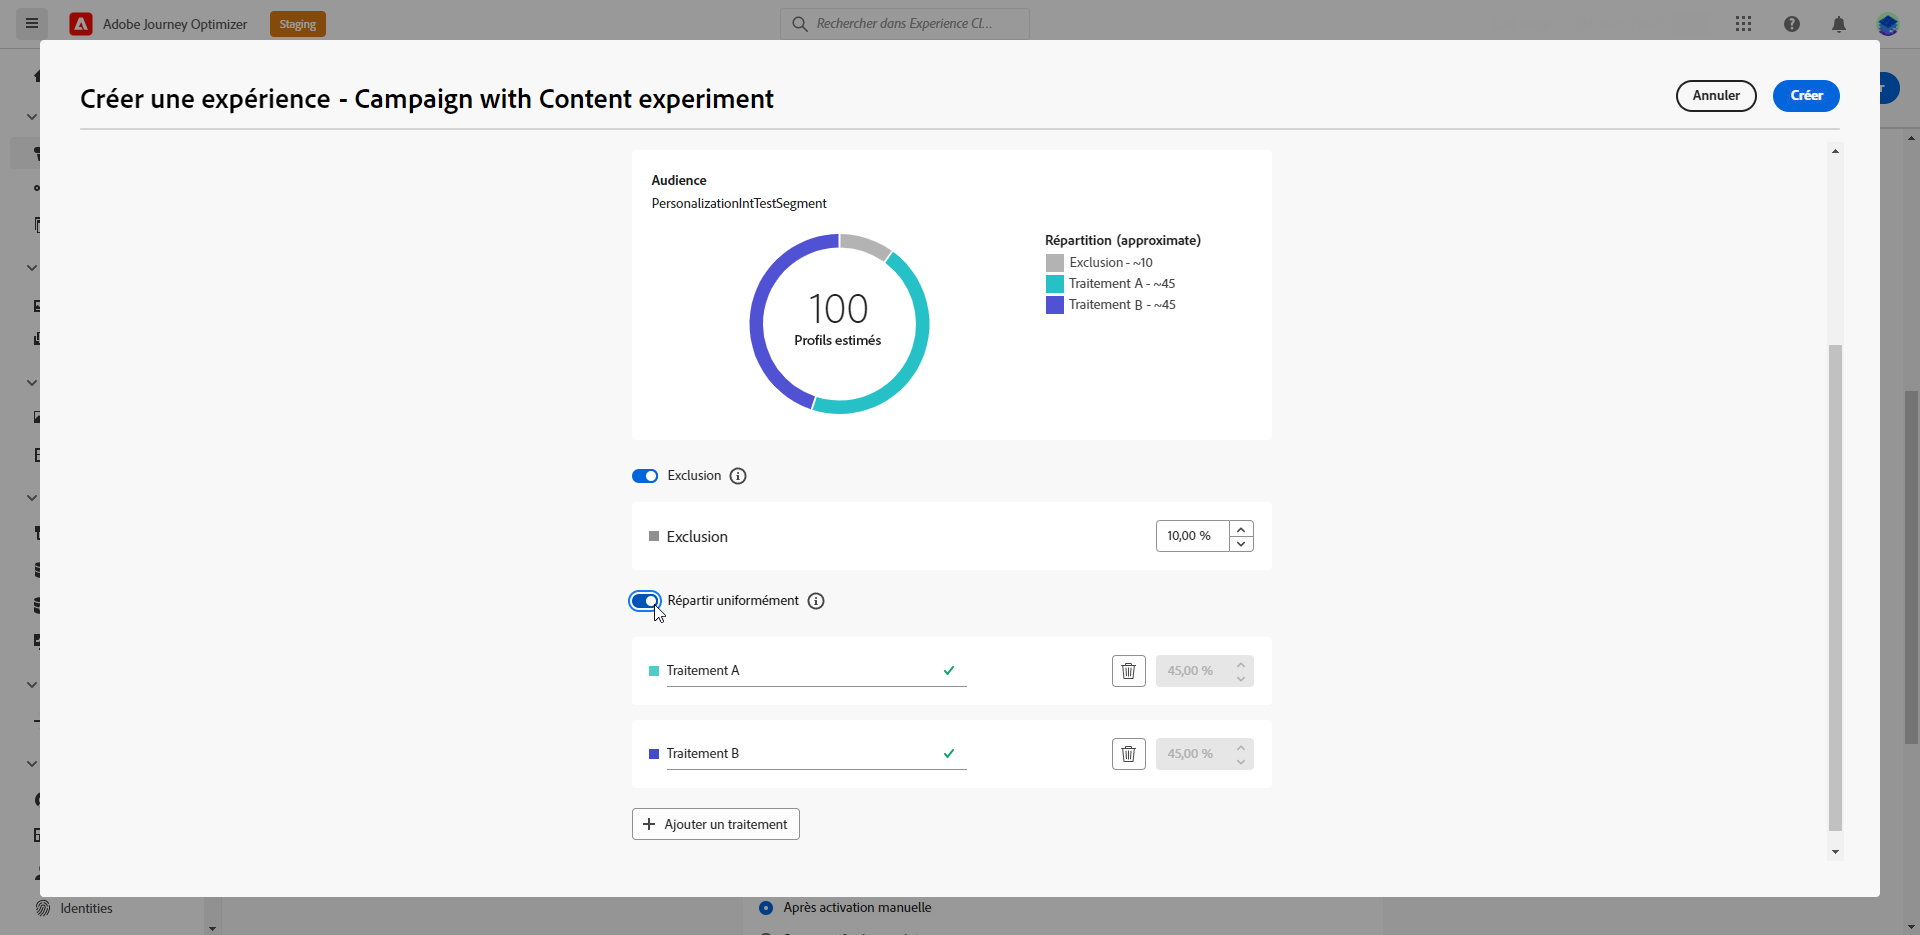 Adobe Journey Optimizer
Staging
Rechercher dans Experience Cl...
Créer une expérience - Campaign with Content experiment
Annuler
Créer
r
Audience
PersonalizationIntTestSegment
100
Profils estimés
Répartition (approximate)
Exclusion - ~10
Traitement A - ~45
Traitement B - ~45
Exclusion
Exclusion
10,00 %
Répartir uniformément
Traitement A
45,00 %
Traitement B
45,00 %
Ajouter un traitement
Identities
Après activation manuelle